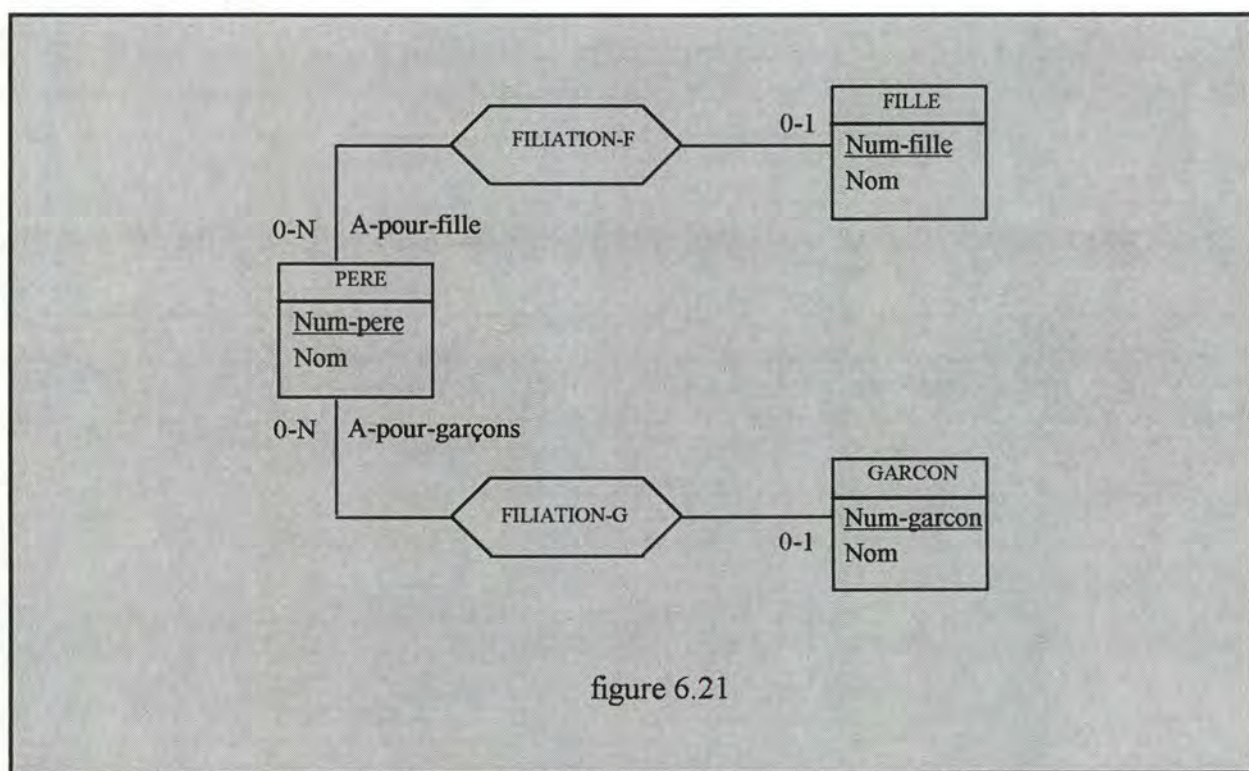 FILLE
FILIATION-F
0-1
Num-fille
Nom
0-N A-pour-fille
PERE
Num-pere
Nom
0-N A-pour-garçons
GARCON
FILIATION-G
Num-garcon
0-1
Nom
figure 6.21